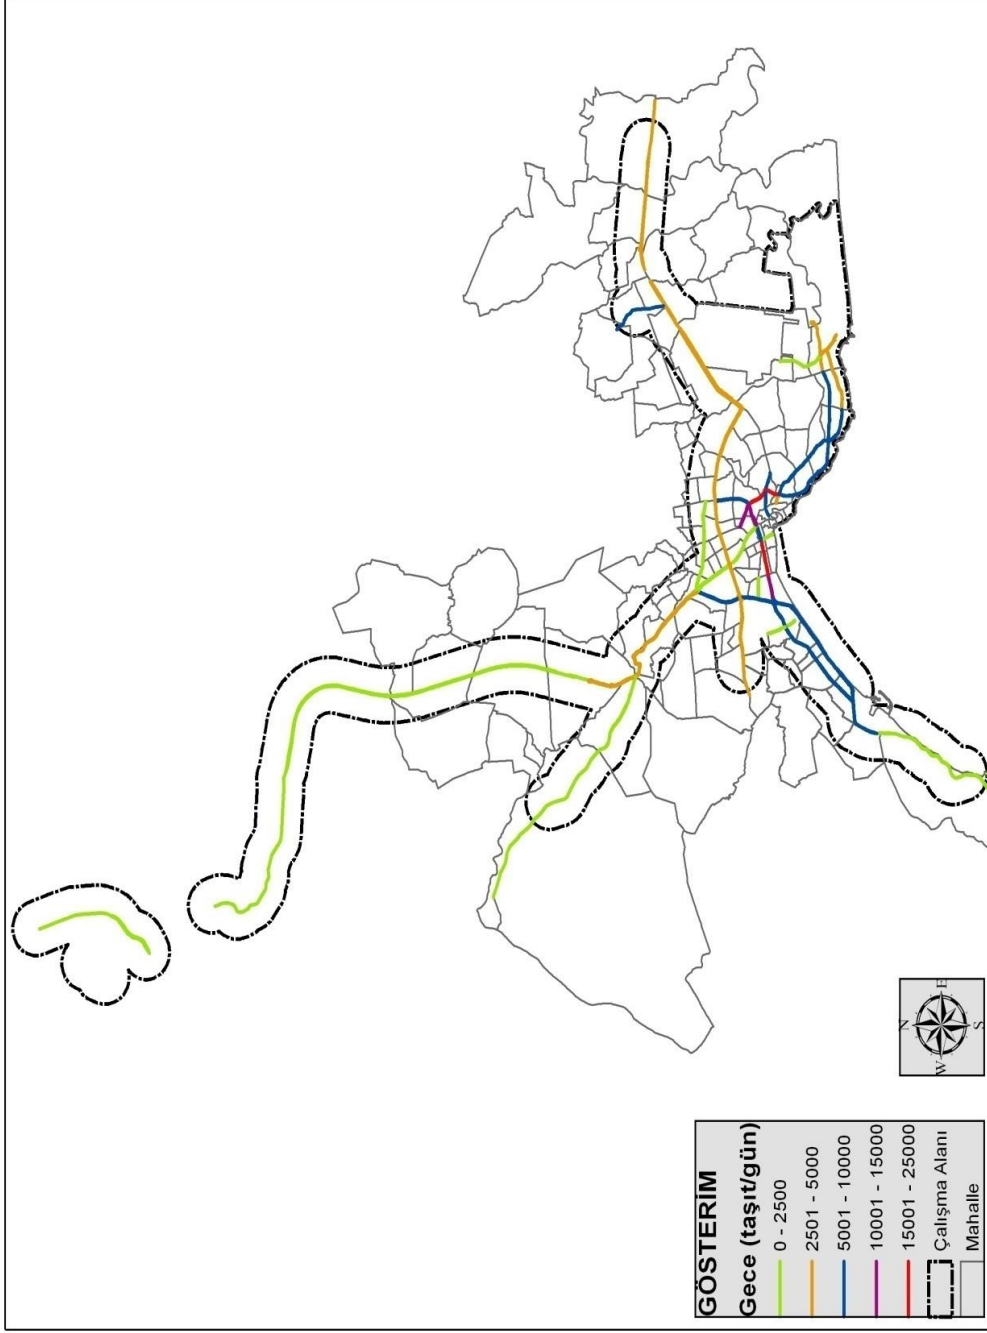 GÖSTERİM
Gece (taşıt/gün)
0 - 2500
2501 - 5000
5001 - 10000
10001 - 15000
15001 - 25000
Çalışma Alanı
Mahalle
N
W
E
S